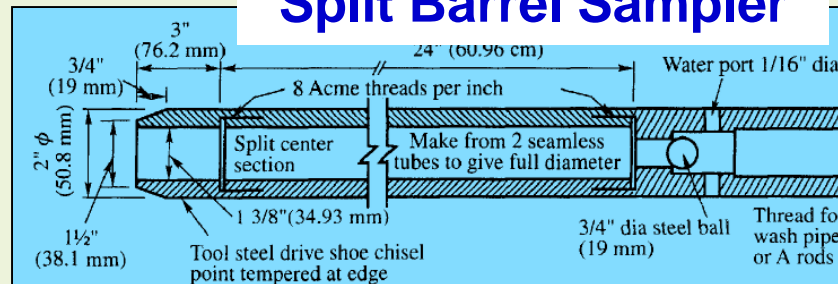 Split Barrel Sampler
3"
(76.2 mm)
24" (60.96 cm)
3/4"
(19 mm)
8 Acme threads per inch
Water port 1/16" dia
2" ϕ
(50.8 mm)
Split center
section
Make from 2 seamless
tubes to give full diameter
1 3/8"(34.93 mm)
1½"
(38.1 mm)
Tool steel drive shoe chisel
point tempered at edge
3/4" dia steel ball
(19 mm)
Thread fo
wash pipe
or A rods